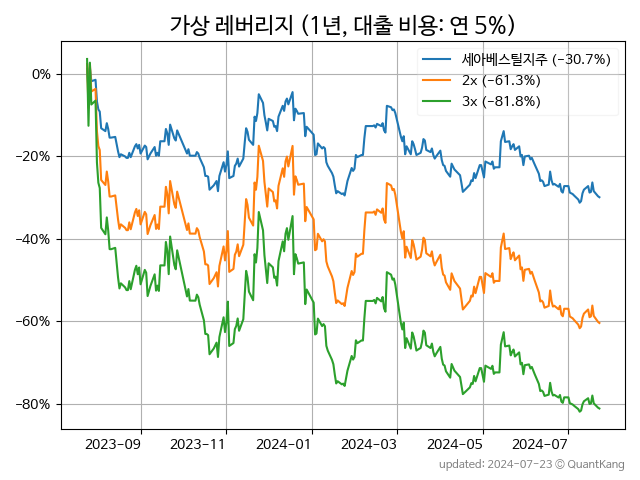 가상 레버리지 (1년, 대출 비용: 연 5%)
세아베스틸지주 (−30.7%)
2x (−61.3%)
3x (−81.8%)
0%
−20%
−40%
−60%
−80%
2023-09 2023-11 2024-01 2024-03 2024-05 2024-07
updated: 2024-07-23 © QuantKang